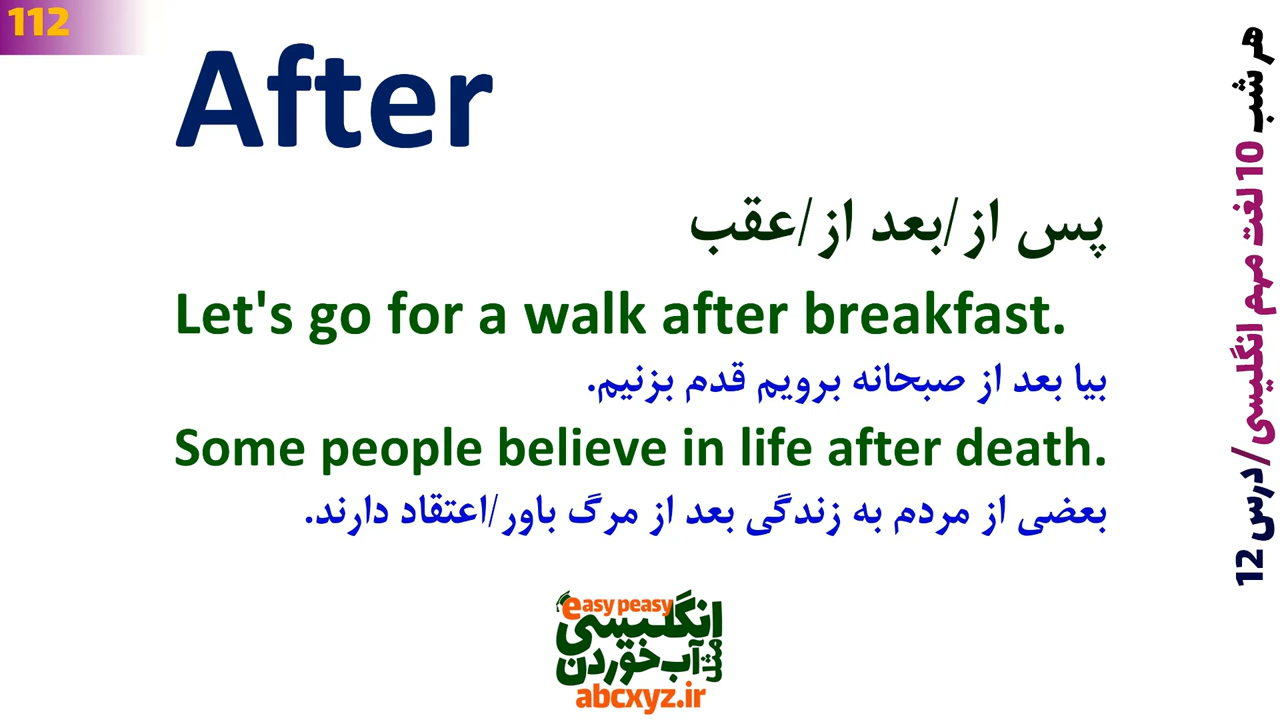 112
After
پس از/بعد از/عقب
Let's go for a walk after breakfast.
بیا بعد از صبحانه برویم قدم بزنیم.
Some people believe in life after death.
بعضی از مردم به زندگی بعد از مرگ باور/اعتقاد دارند.
هر شب 10 لغت مهم انگلیسی/درس 12
easy peasy
انگلیسی
مثل آب خوردن
abcxyz.ir